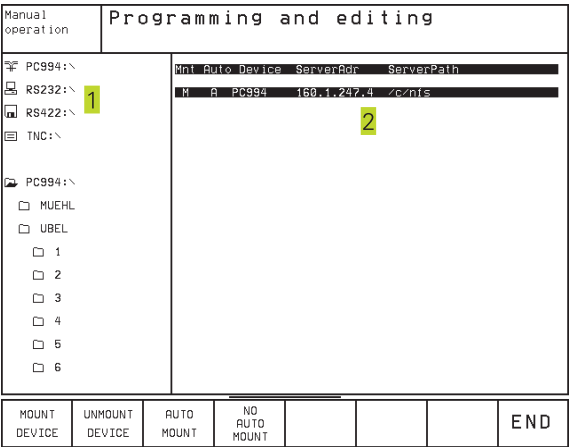 Manual
operation
Programming and editing
PC994:\
RS232:\
RS422:\
TNC:\
1
PC994:\
MUEHL
UBEL
1
2
3
4
5
6
Mnt Auto Device ServerAdr ServerPath
M A PC994 160.1.247.4 /c/nfs
2
MOUNT
DEVICE
UNMOUNT
DEVICE
AUTO
MOUNT
NO
AUTO
MOUNT
END